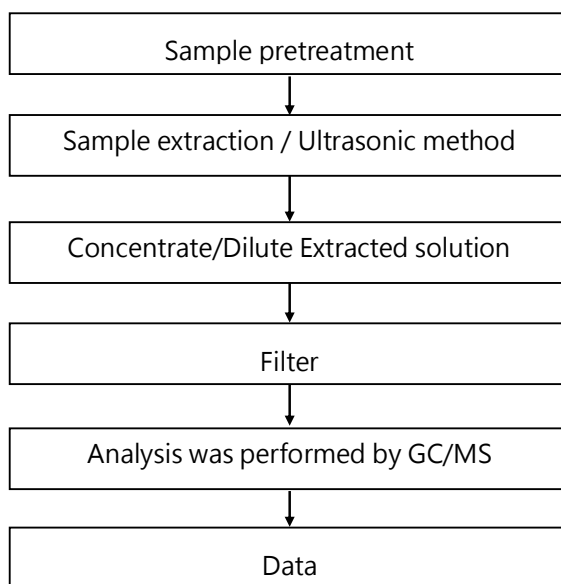 Sample pretreatment
Sample extraction / Ultrasonic method
Concentrate/Dilute Extracted solution
Filter
Analysis was performed by GC/MS
Data